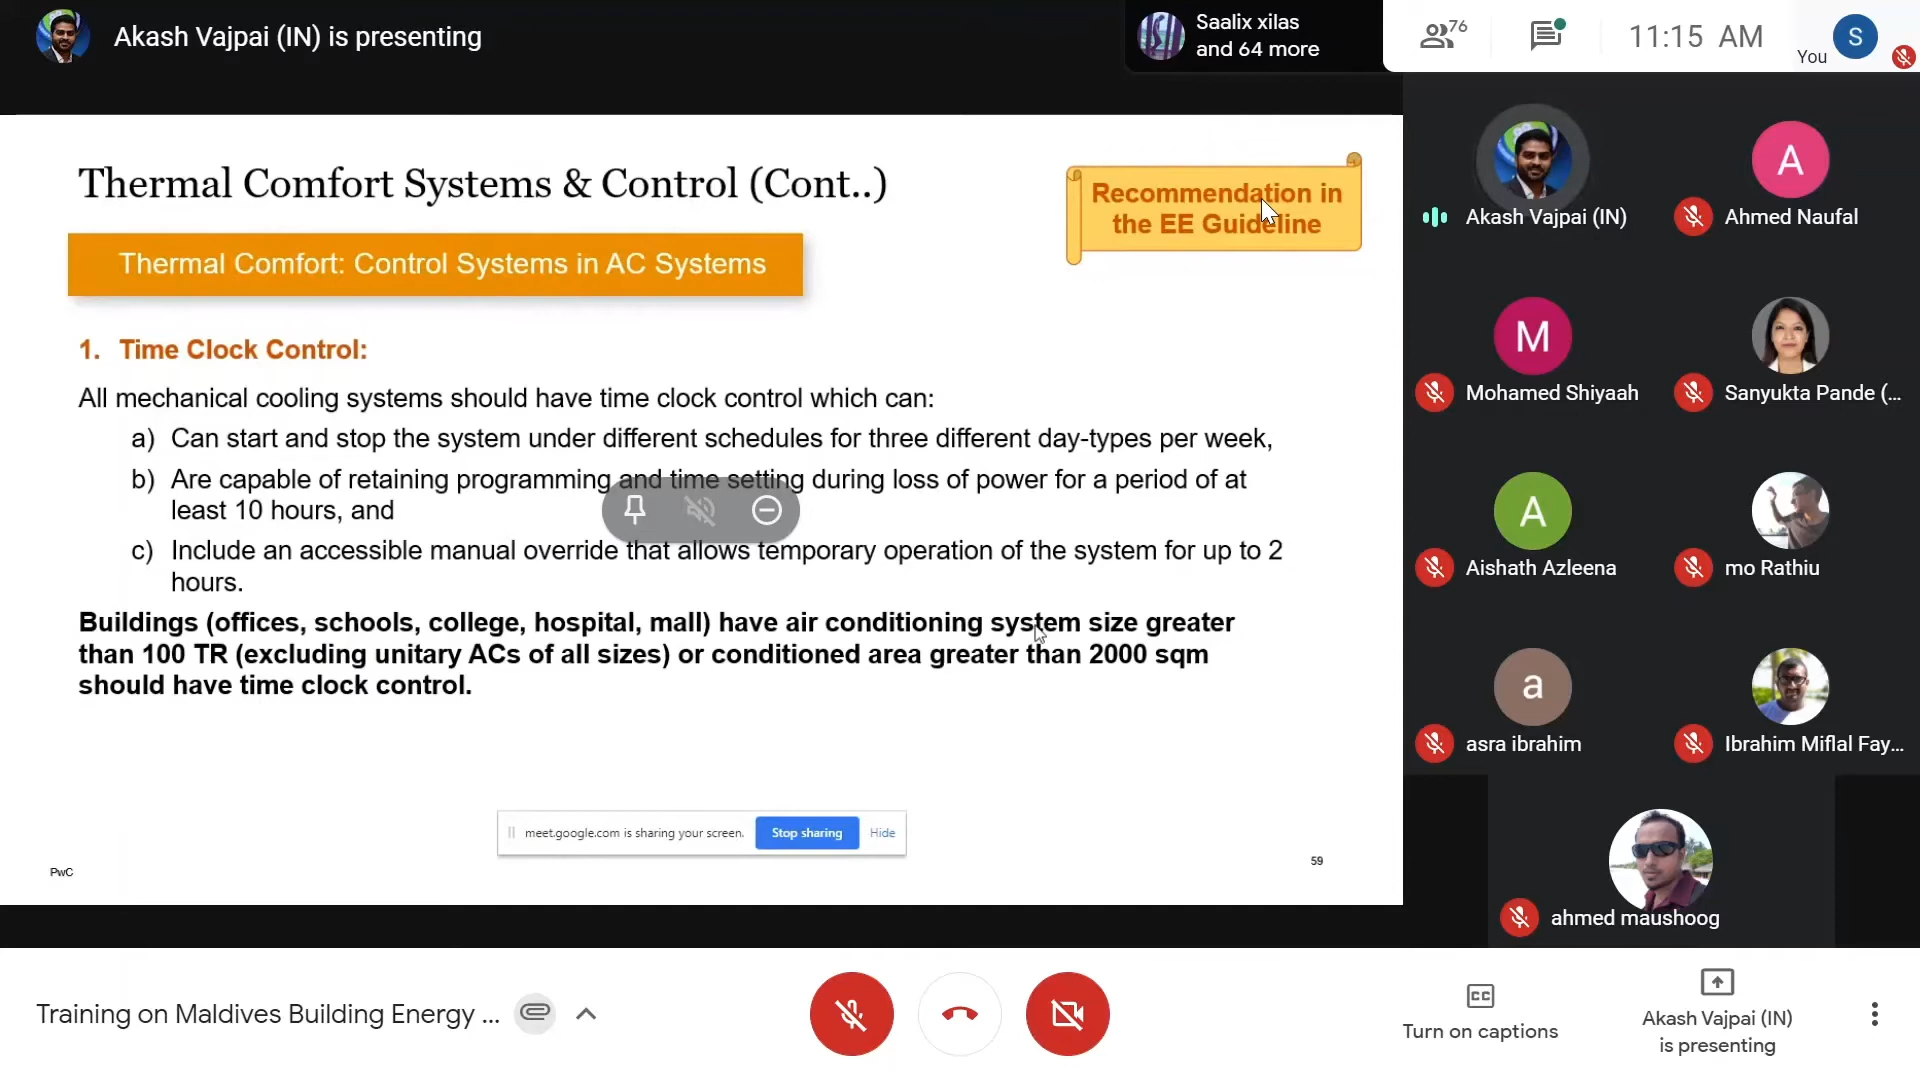 Akash Vajpai (IN) is presenting
Saalix xilas
and 64 more
76
11:15 AM
You
S
Thermal Comfort Systems & Control (Cont..)
Recommendation in
the EE Guideline
Thermal Comfort: Control Systems in AC Systems
1. Time Clock Control:
All mechanical cooling systems should have time clock control which can:
a) Can start and stop the system under different schedules for three different day-types per week,
b) Are capable of retaining programming and time setting during loss of power for a period of at
least 10 hours, and
c) Include an accessible manual override that allows temporary operation of the system for up to 2
hours.
Buildings (offices, schools, college, hospital, mall) have air conditioning system size greater
than 100 TR (excluding unitary ACs of all sizes) or conditioned area greater than 2000 sqm
should have time clock control.
meet.google.com is sharing your screen.
Stop sharing
Hide
PwC
59
Akash Vajpai (IN)
A
Ahmed Naufal
M
Mohamed Shiyaah
Sanyukta Pande (...
A
Aishath Azleena
mo Rathiu
a
asra ibrahim
Ibrahim Miflal Fay...
ahmed maushoog
Training on Maldives Building Energy ...
CC
Turn on captions
Akash Vajpai (IN)
is presenting